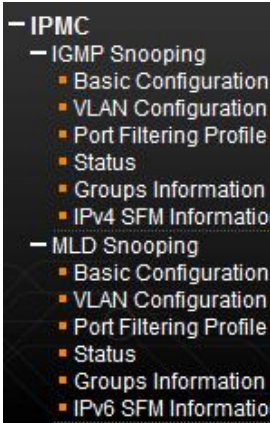 IPMC
IGMP Snooping
Basic Configuration
VLAN Configuration
Port Filtering Profile
Status
Groups Information
IPv4 SFM Informatio
MLD Snooping
Basic Configuration
VLAN Configuration
Port Filtering Profile
Status
Groups Information
IPv6 SFM Informatio